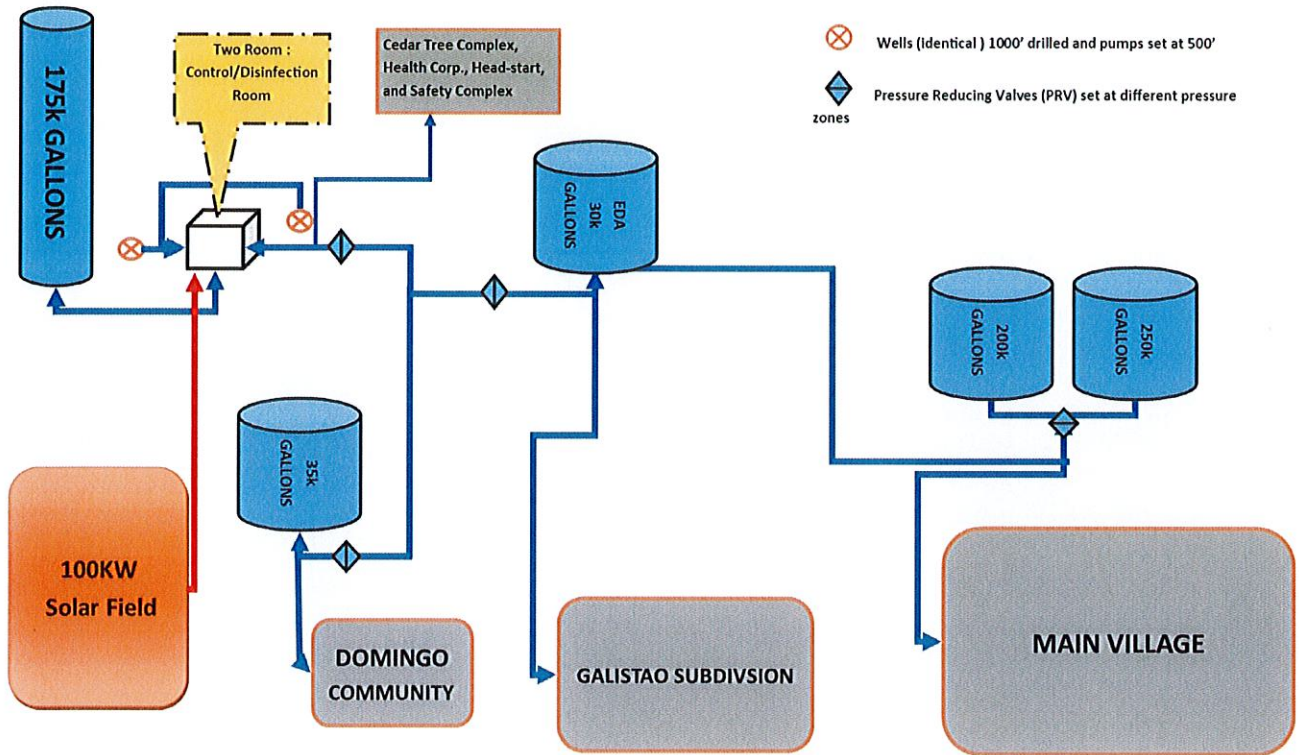 175k GALLONS
Two Room :
Control/Disinfection
Room
Cedar Tree Complex,
Health Corp., Head-start,
and Safety Complex
Wells (Identical ) 1000' drilled and pumps set at 500'
Pressure Reducing Valves (PRV) set at different pressure
zones
EDA
30k
GALLONS
200k
GALLONS
250k
GALLONS
35k
GALLONS
100KW
Solar Field
DOMINGO
COMMUNITY
GALISTAO SUBDIVSION
MAIN VILLAGE